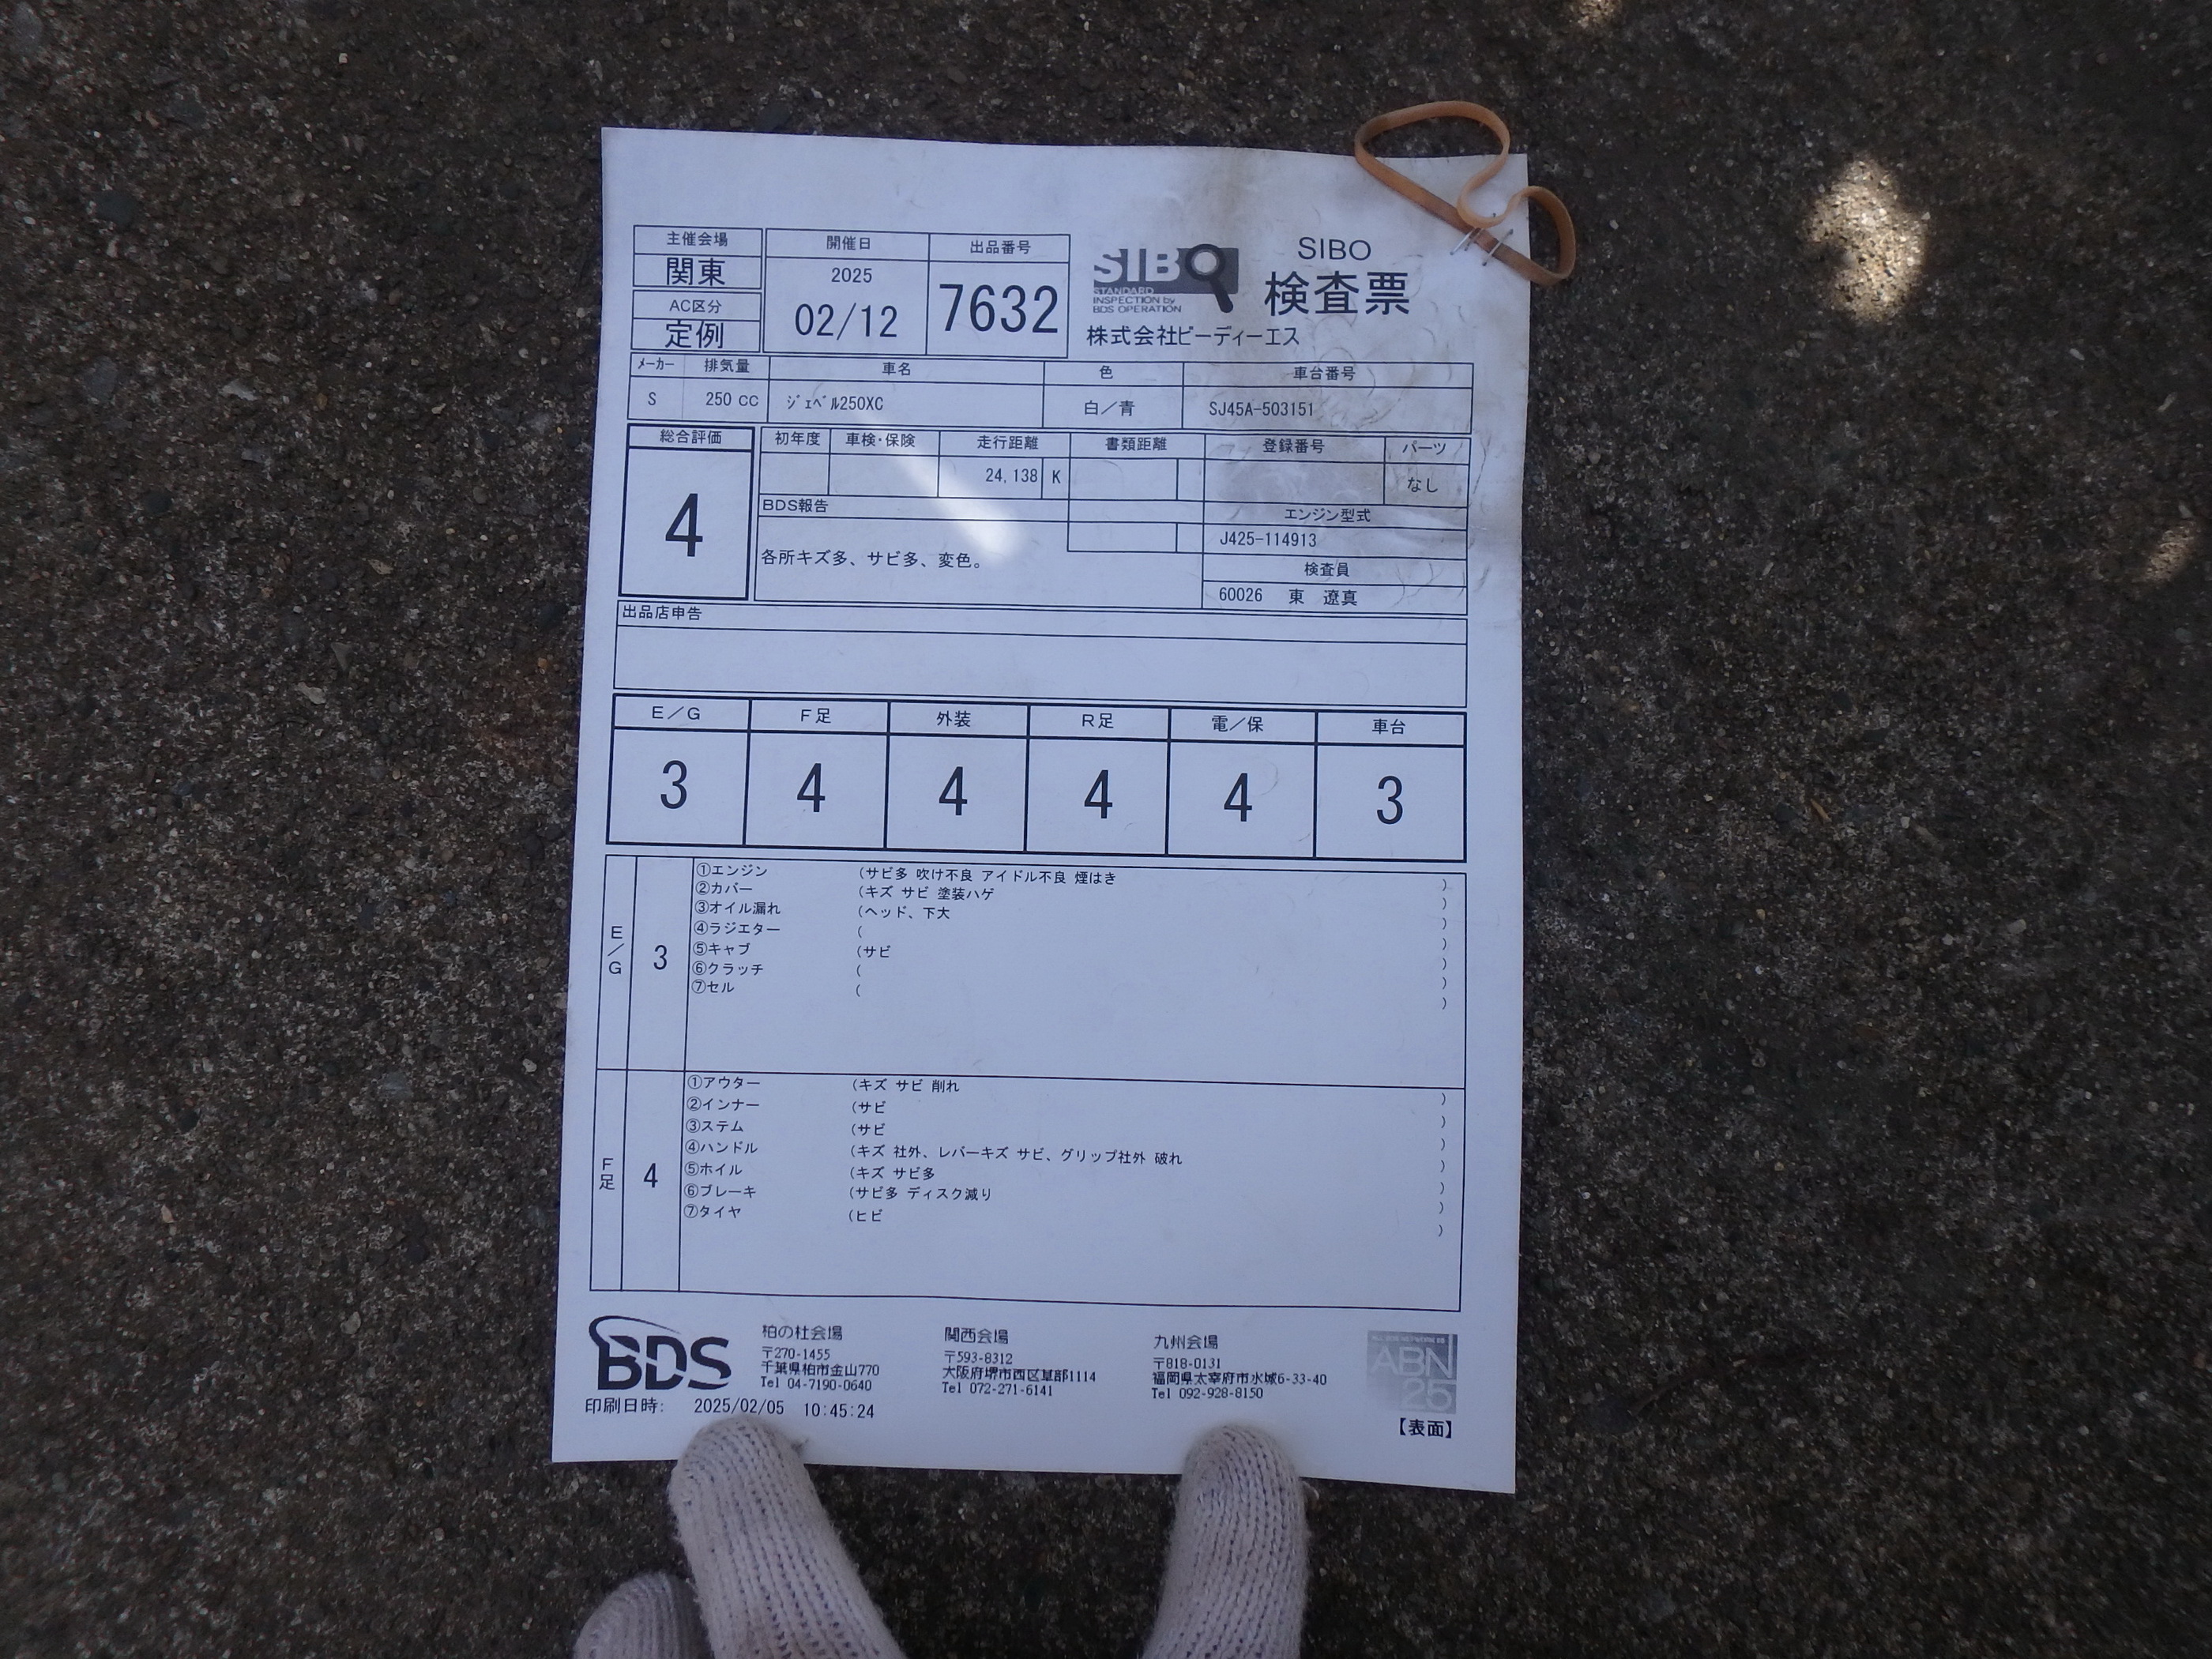 主催会場
関東
AC区分
定例
開催日
2025
02/12
出品番号
7632
SIBO
STANDARD
INSPECTION by
BDS OPERATION
SIBO
検査票
株式会社ビーディーエス
メーカー 排気量 車名 色 車台番号
S 250 cc ジェベル250XC 白／青 SJ45A-503151
総合評価
4
初年度 車検・保険 走行距離 書類距離 登録番号 パーツ
24,138 K なし
BDS報告
各所キズ多、サビ多、変色。
エンジン型式
J425-114913
検査員
60026 東 遼真
出品店申告
E／G F足 外装 R足 電／保 車台
3 4 4 4 4 3
E／G
3
①エンジン (サビ多 吹け不良 アイドル不良 煙はき )
②カバー (キズ サビ 塗装ハゲ )
③オイル漏れ (ヘッド、下大 )
④ラジエター ( )
⑤キャブ (サビ )
⑥クラッチ ( )
⑦セル ( )
F足
4
①アウター (キズ サビ 削れ )
②インナー (サビ )
③ステム (サビ )
④ハンドル (キズ 社外、レバーキズ サビ、グリップ社外 破れ )
⑤ホイル (キズ サビ多 )
⑥ブレーキ (サビ多 ディスク減り )
⑦タイヤ (ヒビ )
BDS
柏の杜会場
〒270-1455
千葉県柏市金山770
Tel 04-7190-0640
関西会場
〒593-8312
大阪府堺市西区草部1114
Tel 072-271-6141
九州会場
〒818-0131
福岡県太宰府市水城6-33-40
Tel 092-928-8150
ABN
25
印刷日時: 2025/02/05 10:45:24
【表面】